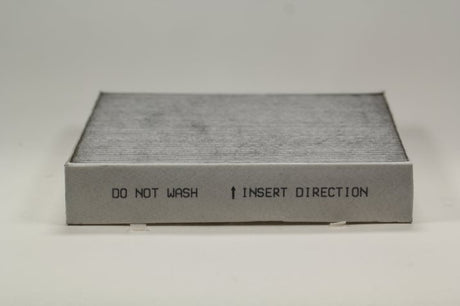 DO NOT WASH ↑ INSERT DIRECTION